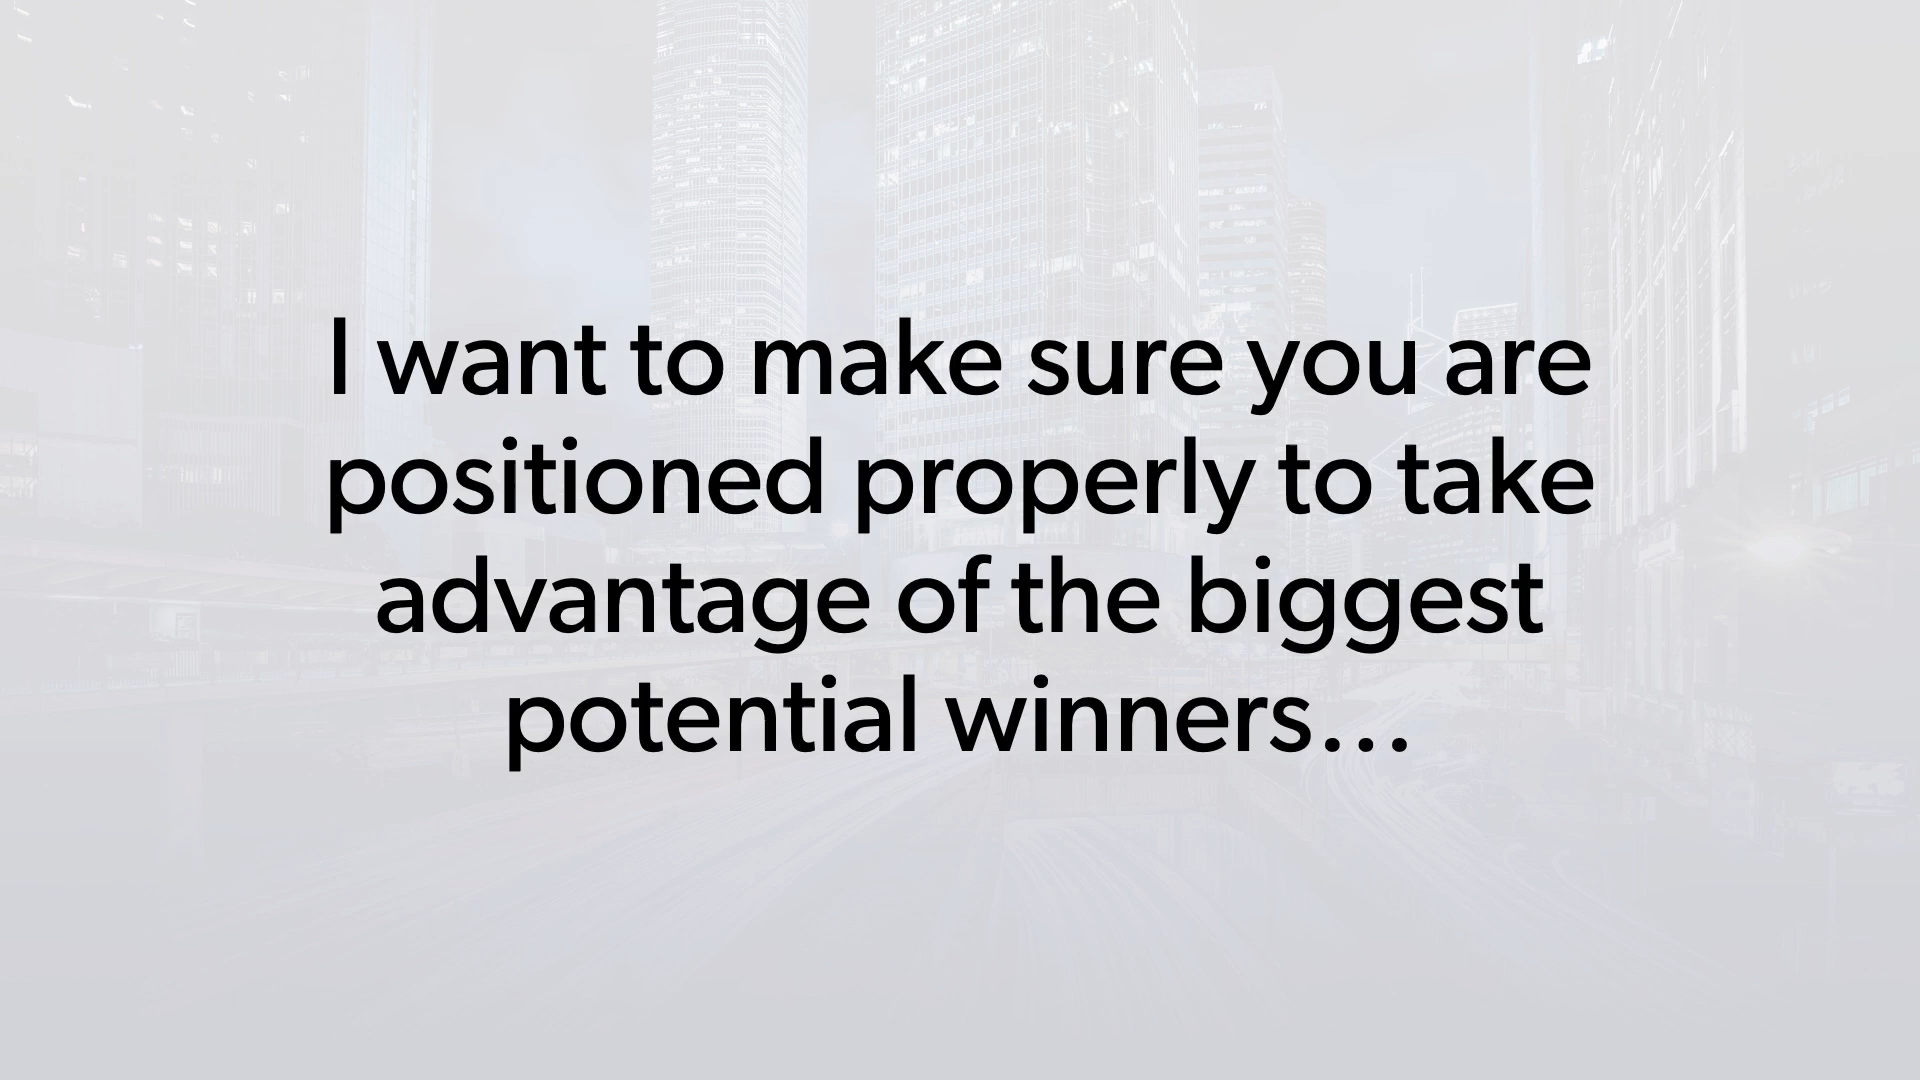 I want to make sure you are
positioned properly to take
advantage of the biggest
potential winners…